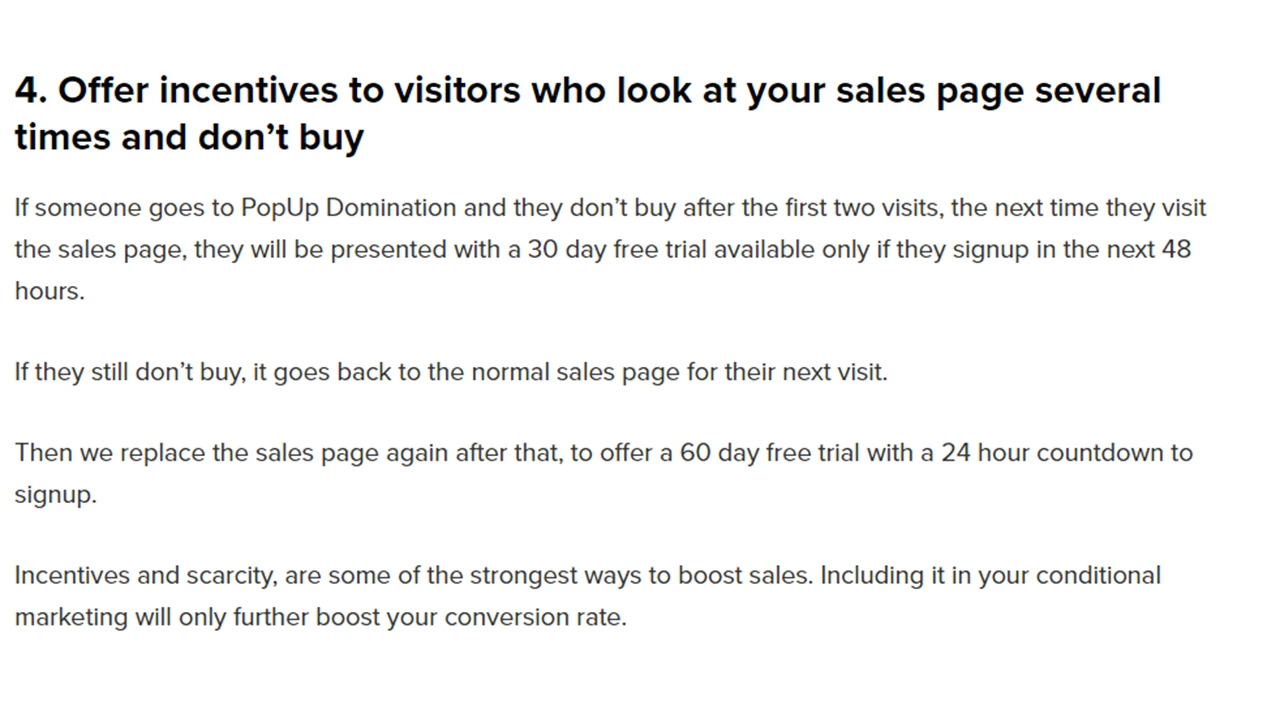 4. Offer incentives to visitors who look at your sales page several
times and don’t buy
If someone goes to PopUp Domination and they don’t buy after the first two visits, the next time they visit
the sales page, they will be presented with a 30 day free trial available only if they signup in the next 48
hours.
If they still don’t buy, it goes back to the normal sales page for their next visit.
Then we replace the sales page again after that, to offer a 60 day free trial with a 24 hour countdown to
signup.
Incentives and scarcity, are some of the strongest ways to boost sales. Including it in your conditional
marketing will only further boost your conversion rate.